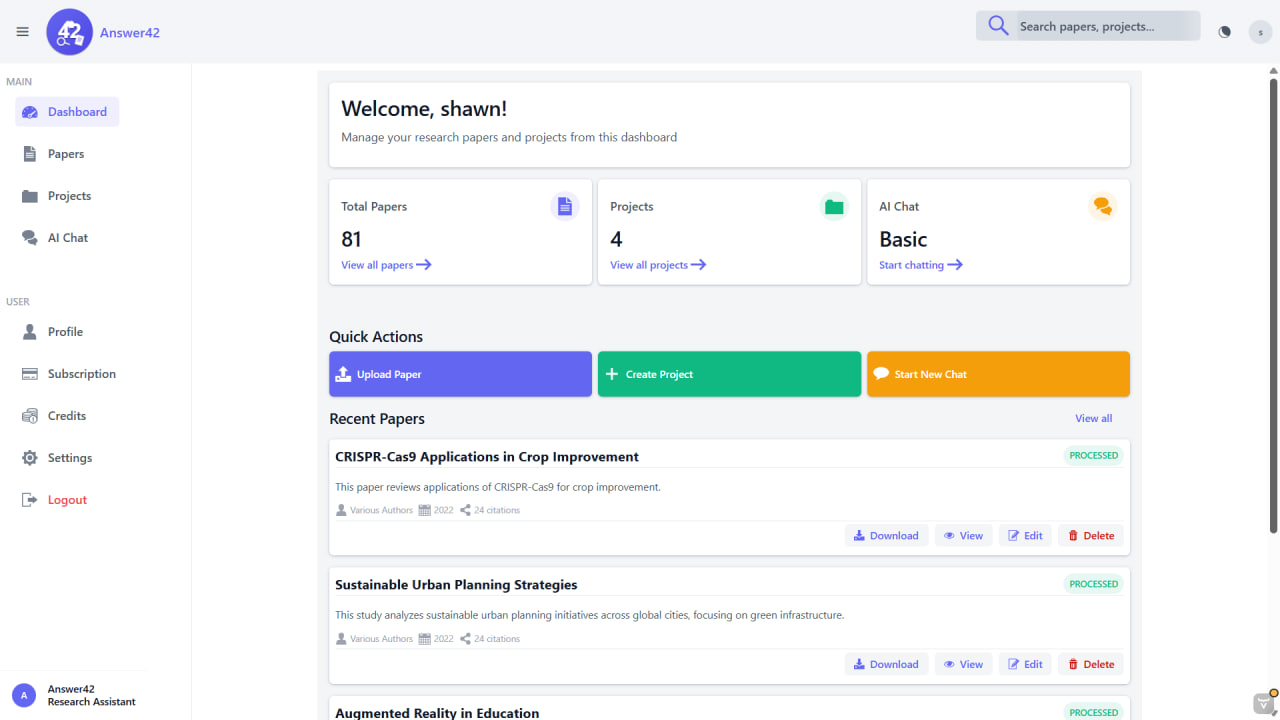 42
Answer42
Search papers, projects...
s
MAIN
Dashboard
Papers
Projects
AI Chat
USER
Profile
Subscription
Credits
Settings
Logout
A
Answer42
Research Assistant
Welcome, shawn!
Manage your research papers and projects from this dashboard
Total Papers
81
View all papers
Projects
4
View all projects
AI Chat
Basic
Start chatting
Quick Actions
Upload Paper
Create Project
Start New Chat
Recent Papers
View all
CRISPR-Cas9 Applications in Crop Improvement
PROCESSED
This paper reviews applications of CRISPR-Cas9 for crop improvement.
Various Authors 2022 24 citations
Download View Edit Delete
Sustainable Urban Planning Strategies
PROCESSED
This study analyzes sustainable urban planning initiatives across global cities, focusing on green infrastructure.
Various Authors 2022 24 citations
Download View Edit Delete
Augmented Reality in Education
PROCESSED